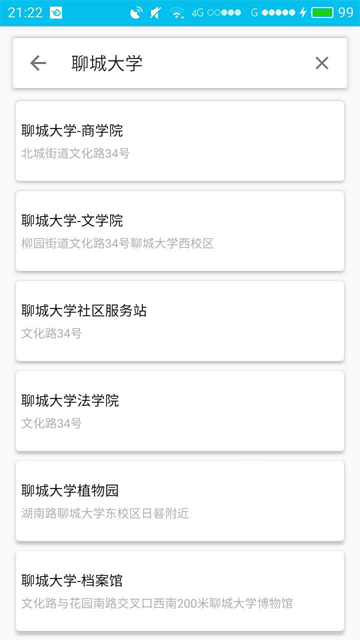 21:22 4G G 99
聊城大学
聊城大学-商学院
北城街道文化路34号
聊城大学-文学院
柳园街道文化路34号聊城大学西校区
聊城大学社区服务站
文化路34号
聊城大学法学院
文化路34号
聊城大学植物园
湖南路聊城大学东校区日晷附近
聊城大学-档案馆
文化路与花园南路交叉口西南200米聊城大学博物馆